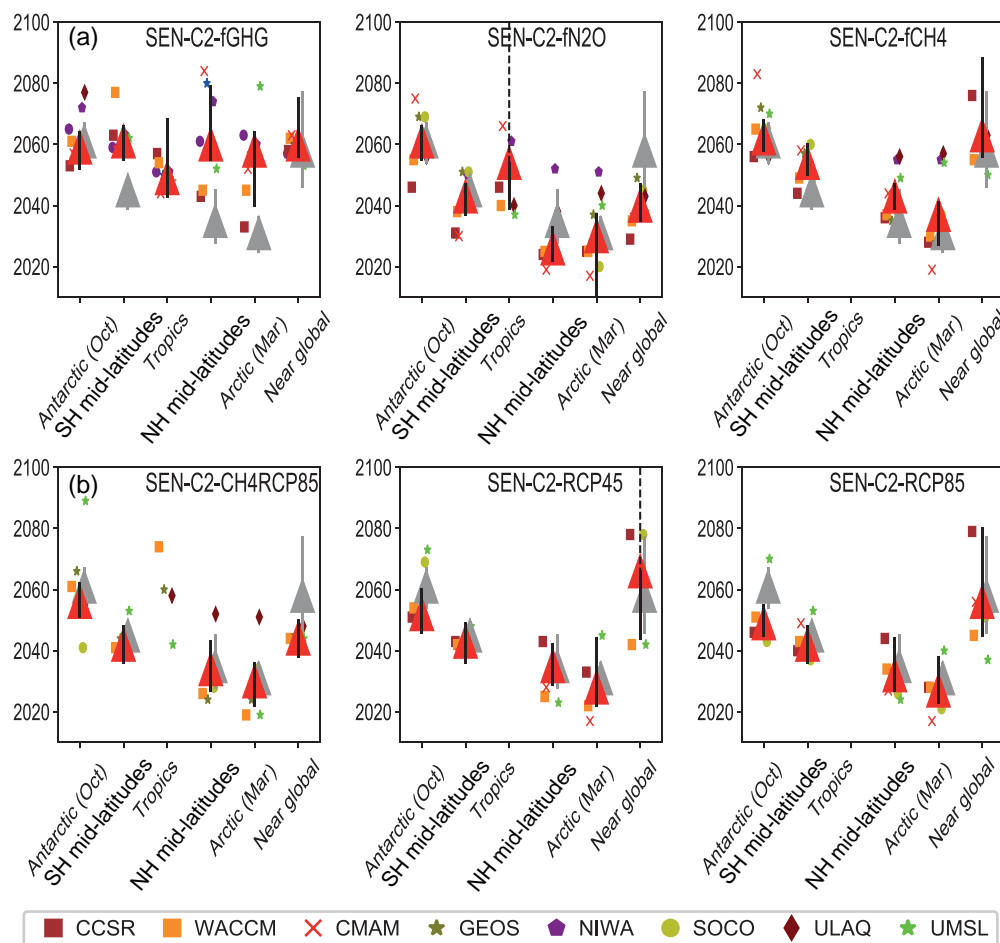 (a) SEN-C2-fGHG
2100
2080
2060
2040
2020
Antarctic (Oct)
SH mid-latitudes
Tropics
NH mid-latitudes
Arctic (Mar)
Near global
SEN-C2-fN2O
2100
2080
2060
2040
2020
Antarctic (Oct)
SH mid-latitudes
Tropics
NH mid-latitudes
Arctic (Mar)
Near global
SEN-C2-fCH4
2100
2080
2060
2040
2020
Antarctic (Oct)
SH mid-latitudes
Tropics
NH mid-latitudes
Arctic (Mar)
Near global
(b) SEN-C2-CH4RCP85
2100
2080
2060
2040
2020
Antarctic (Oct)
SH mid-latitudes
Tropics
NH mid-latitudes
Arctic (Mar)
Near global
SEN-C2-RCP45
2100
2080
2060
2040
2020
Antarctic (Oct)
SH mid-latitudes
Tropics
NH mid-latitudes
Arctic (Mar)
Near global
SEN-C2-RCP85
2100
2080
2060
2040
2020
Antarctic (Oct)
SH mid-latitudes
Tropics
NH mid-latitudes
Arctic (Mar)
Near global
CCSR WACCM CMAM GEOS NIWA SOCO ULAQ UMSL